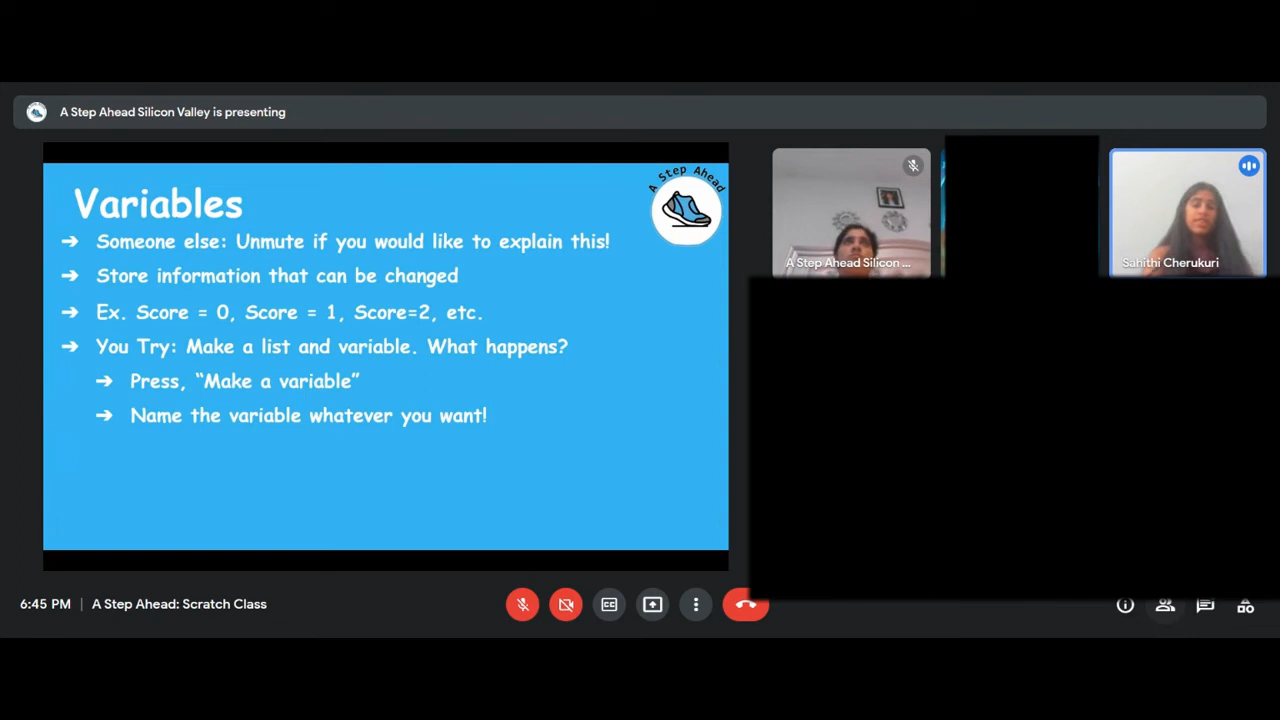 A Step Ahead Silicon Valley is presenting
A Step Ahead
Variables
➔ Someone else: Unmute if you would like to explain this!
➔ Store information that can be changed
➔ Ex. Score = 0, Score = 1, Score=2, etc.
➔ You Try: Make a list and variable. What happens?
➔ Press, “Make a variable”
➔ Name the variable whatever you want!
A Step Ahead Silicon ...
Sahithi Cherukuri
6:45 PM | A Step Ahead: Scratch Class
CC